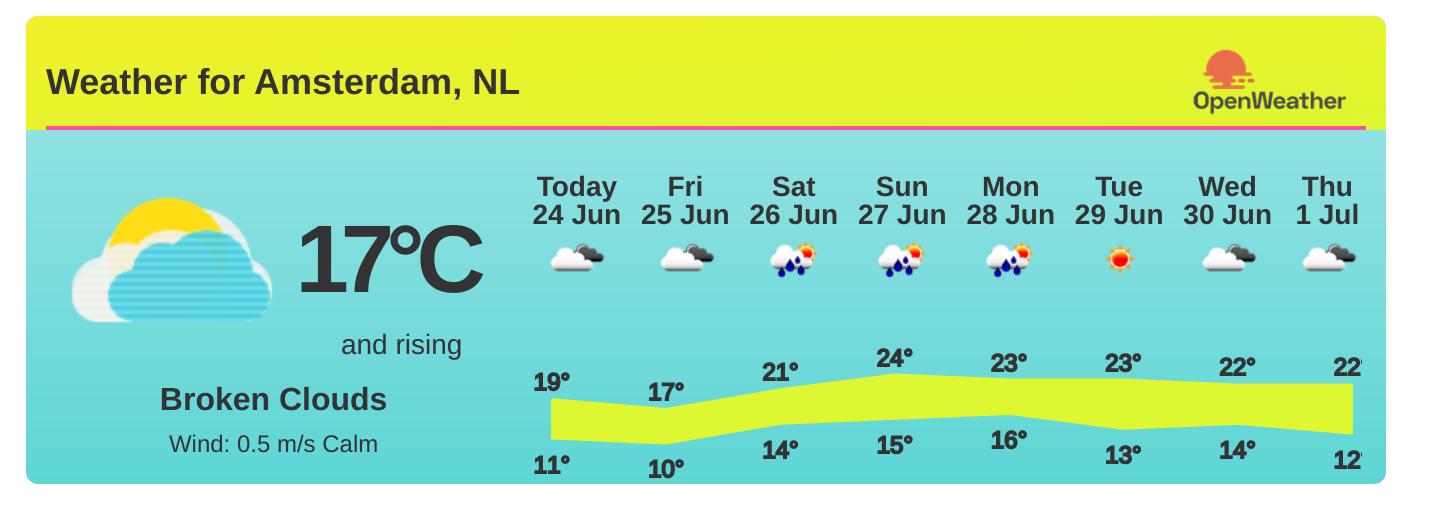 Weather for Amsterdam, NL
OpenWeather
17°C
and rising
Broken Clouds
Wind: 0.5 m/s Calm
Today Fri Sat Sun Mon Tue Wed Thu
24 Jun 25 Jun 26 Jun 27 Jun 28 Jun 29 Jun 30 Jun 1 Jul
19° 17° 21° 24° 23° 23° 22° 22°
11° 10° 14° 15° 16° 13° 14° 12°